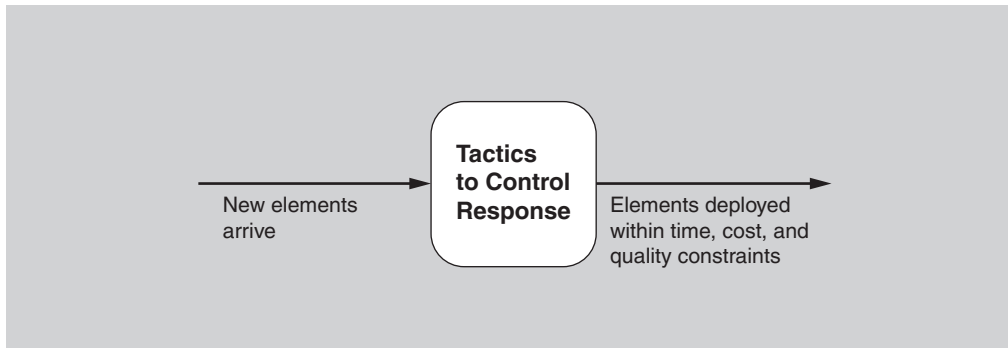 Tactics
to Control
Response
New elements
arrive
Elements deployed
within time, cost, and
quality constraints